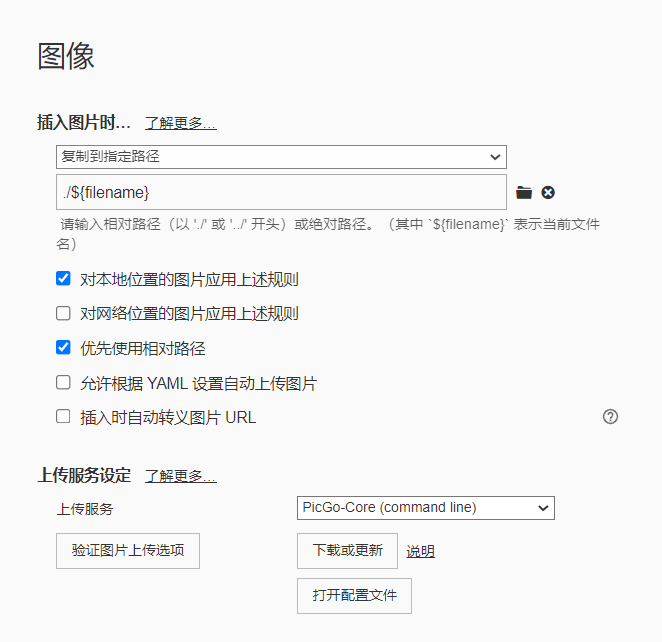 图像
插入图片时... 了解更多...
复制到指定路径
./${filename}
请输入相对路径（以 './' 或 '../' 开头）或绝对路径。（其中 `${filename}` 表示当前文件
名）
对本地位置的图片应用上述规则
对网络位置的图片应用上述规则
优先使用相对路径
允许根据 YAML 设置自动上传图片
插入时自动转义图片 URL
上传服务设定 了解更多...
上传服务 PicGo-Core (command line)
验证图片上传选项 下载或更新 说明
打开配置文件